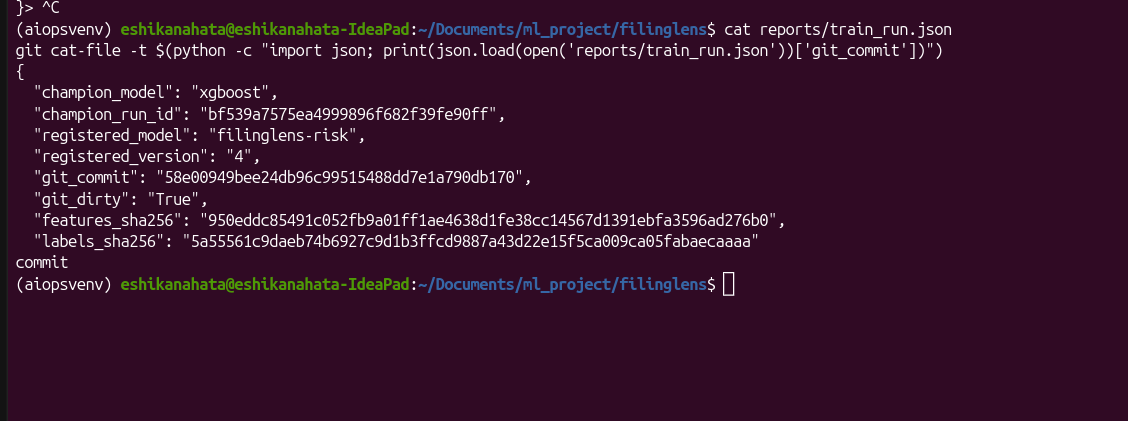 }> ^C
(aiopsvenv) eshikanahata@eshikanahata-IdeaPad:~/Documents/ml_project/filinglens$ cat reports/train_run.json
git cat-file -t $(python -c "import json; print(json.load(open('reports/train_run.json'))['git_commit'])")
{
  "champion_model": "xgboost",
  "champion_run_id": "bf539a7575ea4999896f682f39fe90ff",
  "registered_model": "filinglens-risk",
  "registered_version": "4",
  "git_commit": "58e00949bee24db96c99515488dd7e1a790db170",
  "git_dirty": "True",
  "features_sha256": "950eddc85491c052fb9a01ff1ae4638d1fe38cc14567d1391ebfa3596ad276b0",
  "labels_sha256": "5a55561c9daeb74b6927c9d1b3ffcd9887a43d22e15f5ca009ca05fabaecaaaa"
commit
(aiopsvenv) eshikanahata@eshikanahata-IdeaPad:~/Documents/ml_project/filinglens$